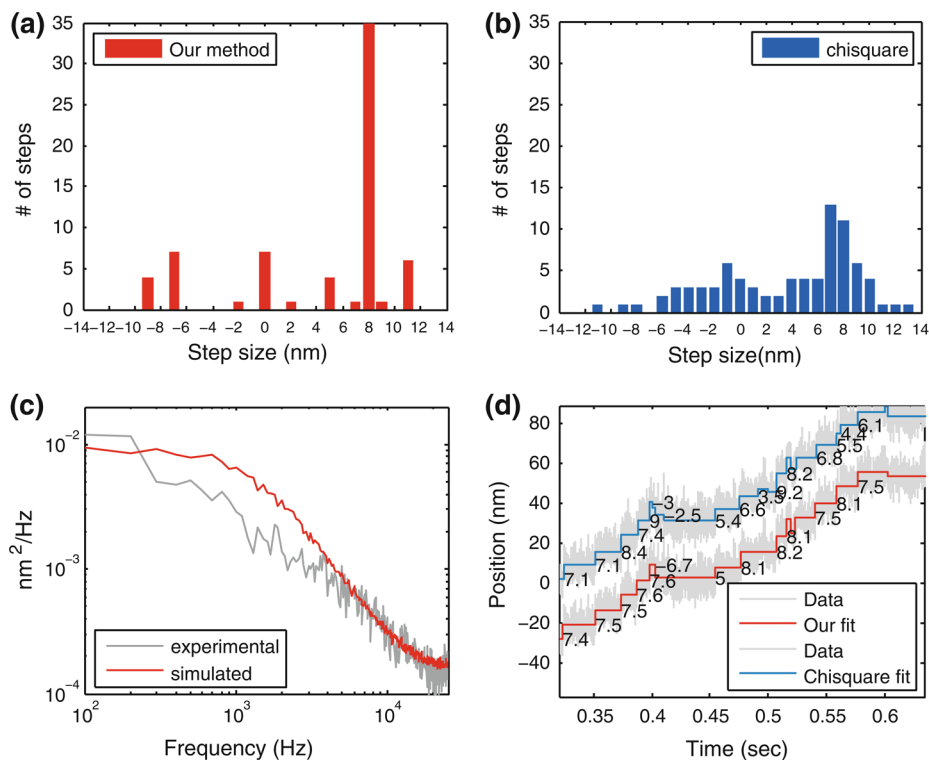 (a)
Our method
# of steps
35
30
25
20
15
10
5
0
−14−12−10 −8 −6 −4 −2 0 2 4 6 8 10 12 14
Step size (nm)
(b)
chisquare
# of steps
35
30
25
20
15
10
5
0
−14−12−10 −8 −6 −4 −2 0 2 4 6 8 10 12 14
Step size(nm)
(c)
nm²/Hz
10⁻²
10⁻³
10⁻⁴
experimental
simulated
10² 10³ 10⁴
Frequency (Hz)
(d)
Position (nm)
80
60
40
20
0
−20
−40
7.1
7.1
8.4
7.4
9
−3
−2.5
5.4
6.6
3.5
9.2
8.2
6.8
5.5
4.4
6.1
7.4
7.5
7.5
7.6
7.6
−6.7
5
8.1
8.2
8.1
7.5
8.1
7.5
Data
Our fit
Data
Chisquare fit
0.35 0.4 0.45 0.5 0.55 0.6
Time (sec)